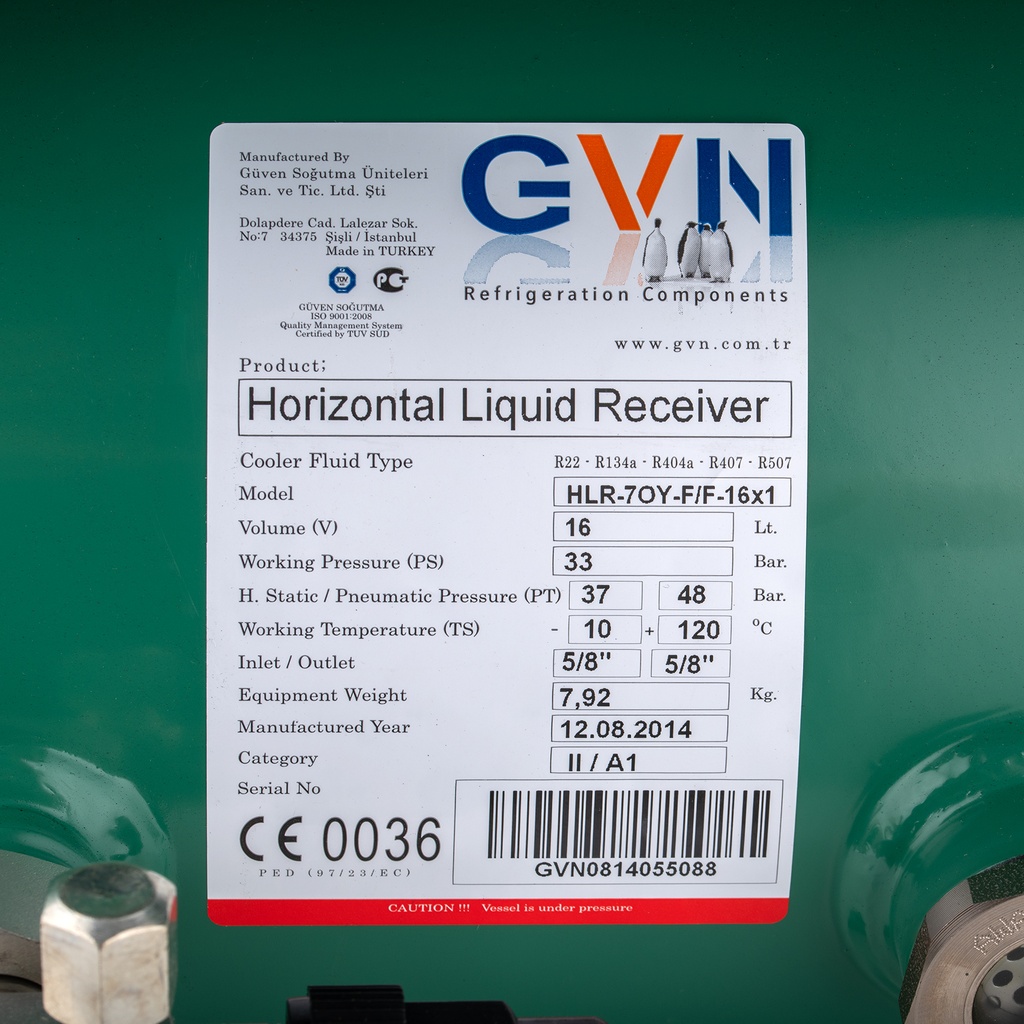 Manufactured By
Güven Soğutma Üniteleri
San. ve Tic. Ltd. Şti
Dolapdere Cad. Lalezar Sok.
No:7 34375 Şişli / İstanbul
Made in TURKEY
TÜV
GÜVEN SOĞUTMA
ISO 9001:2008
Quality Management System
Certified by TUV SUD
GVN
Refrigeration Components
www.gvn.com.tr
Product;
Horizontal Liquid Receiver
Cooler Fluid Type R22 - R134a - R404a - R407 - R507
Model HLR-7OY-F/F-16x1
Volume (V) 16 Lt.
Working Pressure (PS) 33 Bar.
H. Static / Pneumatic Pressure (PT) 37 48 Bar.
Working Temperature (TS) - 10 + 120 °C
Inlet / Outlet 5/8" 5/8"
Equipment Weight 7,92 Kg.
Manufactured Year 12.08.2014
Category II / A1
Serial No
CE 0036
PED (97/23/EC)
GVN0814055088
CAUTION !!! Vessel is under pressure